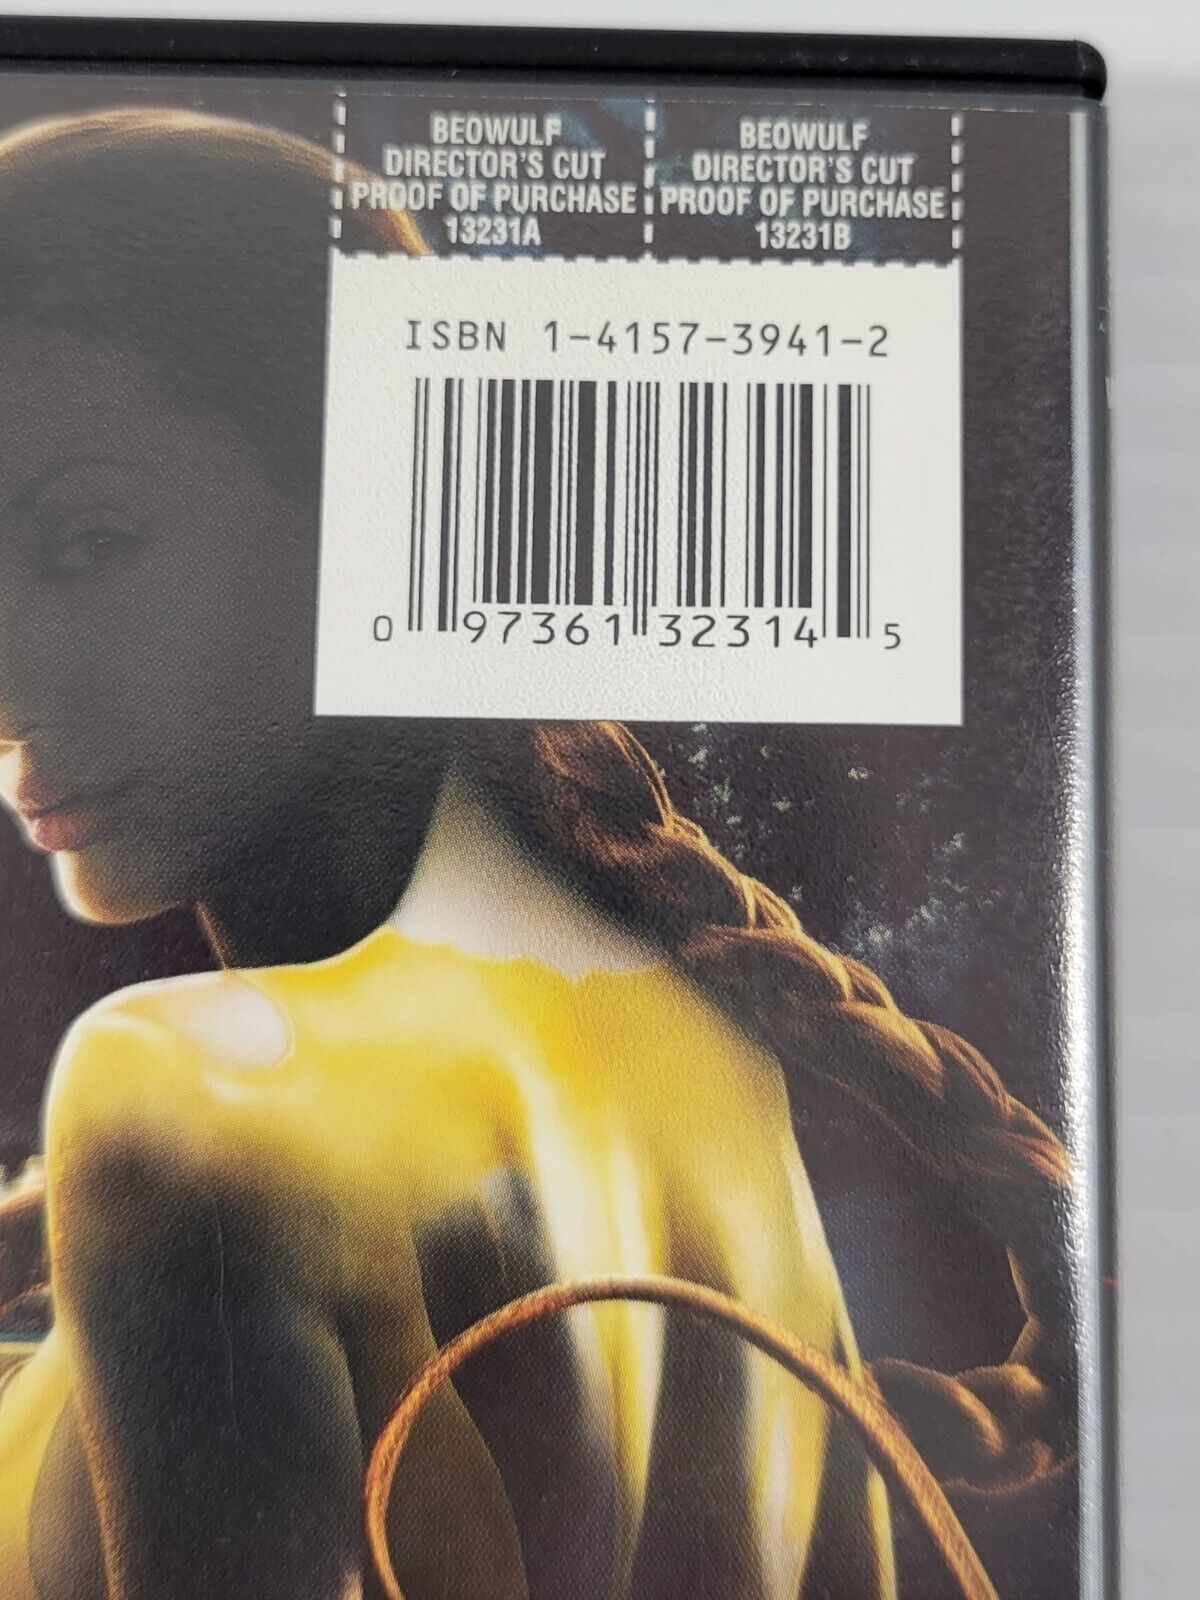 BEOWULF
DIRECTOR'S CUT
PROOF OF PURCHASE
13231A
BEOWULF
DIRECTOR'S CUT
PROOF OF PURCHASE
13231B
ISBN 1-4157-3941-2
0 97361 32314 5